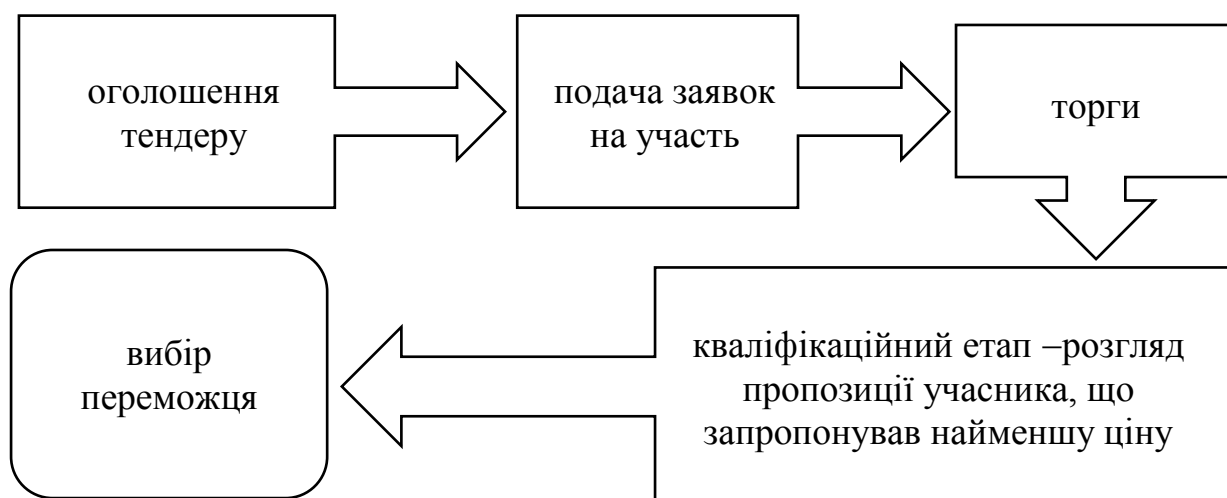 оголошення
тендеру
подача заявок
на участь
торги
кваліфікаційний етап –розгляд
пропозиції учасника, що
запропонував найменшу ціну
вибір
переможця